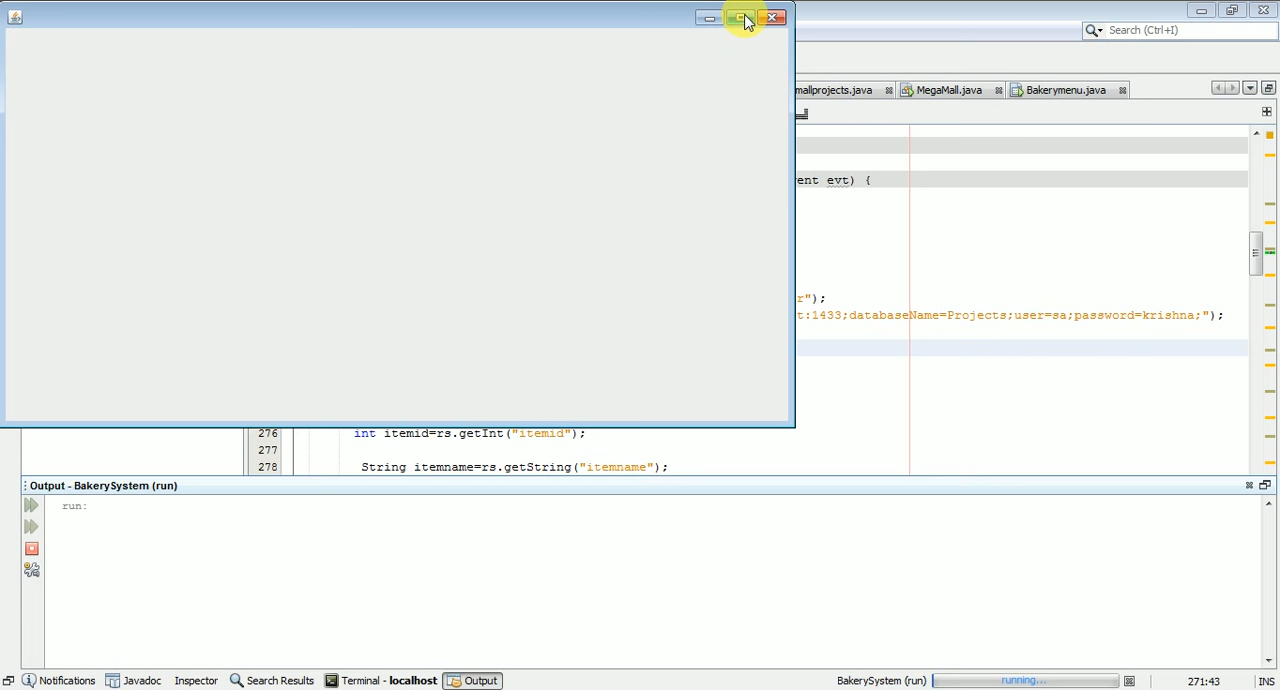 Search (Ctrl+I)
mallprojects.java
MegaMall.java
Bakerymenu.java
ent evt) {
r");
t:1433;databaseName=Projects;user=sa;password=krishna;");
276 int itemid=rs.getInt("itemid");
277
278 String itemname=rs.getString("itemname");
Output - BakerySystem (run)
run:
Notifications Javadoc Inspector Search Results Terminal - localhost Output BakerySystem (run) running... 271:43 INS